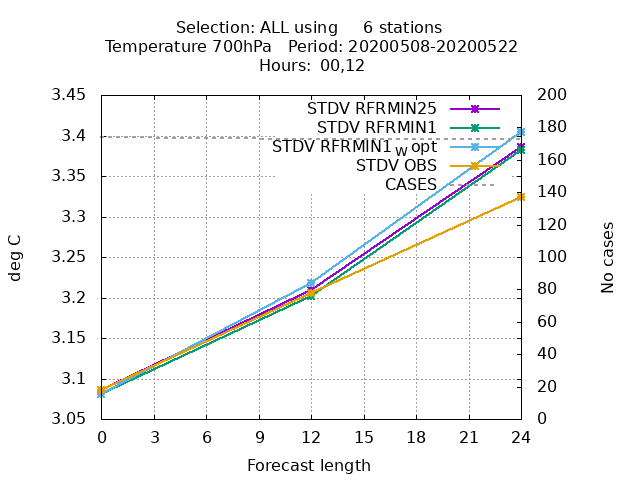 Selection: ALL using 6 stations
Temperature 700hPa Period: 20200508-20200522
Hours: 00,12
3.45
3.4
3.35
3.3
3.25
3.2
3.15
3.1
3.05
deg C
STDV RFRMIN25
STDV RFRMIN1
STDV RFRMIN1_W opt
STDV OBS
CASES
200
180
160
140
120
100
80
60
40
20
0
No cases
0 3 6 9 12 15 18 21 24
Forecast length